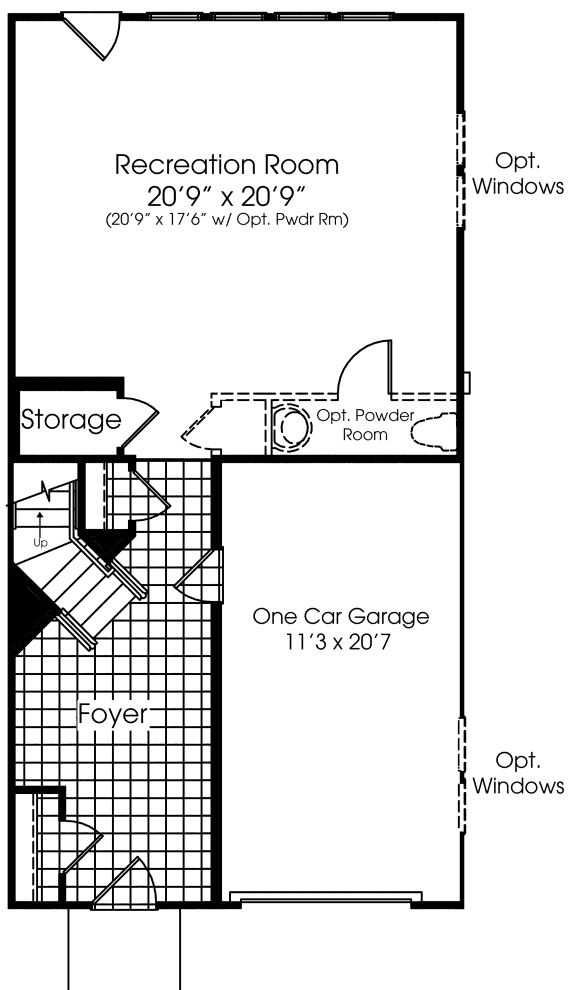 Recreation Room
20'9" x 20'9"
(20'9" x 17'6" w/ Opt. Pwdr Rm)
Opt.
Windows
Storage
Opt. Powder
Room
Up
One Car Garage
11'3 x 20'7
Foyer
Opt.
Windows